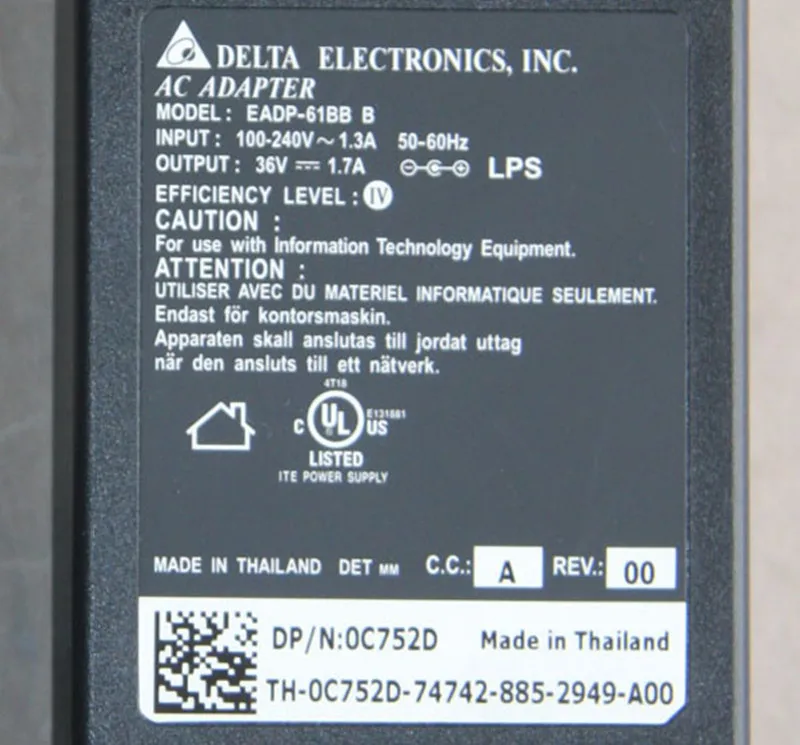 DELTA ELECTRONICS, INC.
AC ADAPTER
MODEL: EADP-61BB B
INPUT: 100-240V~1.3A 50-60Hz
OUTPUT: 36V⎓1.7A LPS
EFFICIENCY LEVEL: IV
CAUTION :
For use with Information Technology Equipment.
ATTENTION :
UTILISER AVEC DU MATERIEL INFORMATIQUE SEULEMENT.
Endast för kontorsmaskin.
Apparaten skall anslutas till jordat uttag
när den ansluts till ett nätverk.
4T18
C UL US E131881
LISTED
ITE POWER SUPPLY
MADE IN THAILAND DET MM C.C.: A REV.: 00
DP/N:0C752D Made in Thailand
TH-0C752D-74742-885-2949-A00